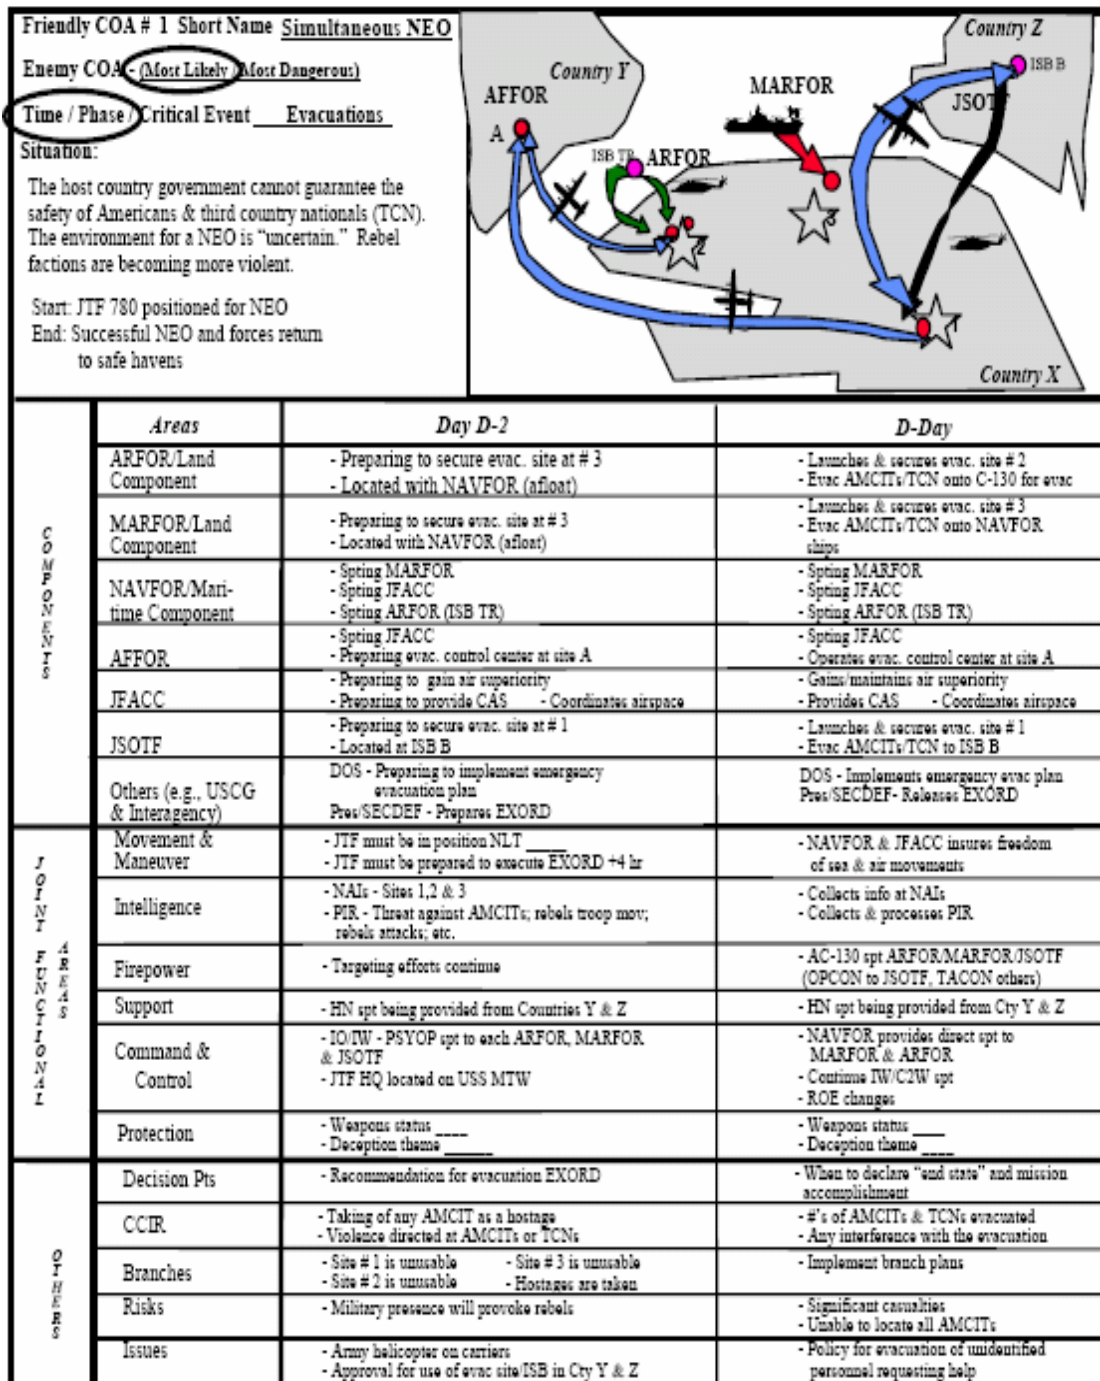 Friendly COA # 1 Short Name Simultaneous NEO
Enemy COA - (Most Likely / Most Dangerous)
Time / Phase / Critical Event Evacuations
Situation:
The host country government cannot guarantee the
safety of Americans & third country nationals (TCN).
The environment for a NEO is “uncertain.” Rebel
factions are becoming more violent.
Start: JTF 780 positioned for NEO
End: Successful NEO and forces return
to safe havens
Country Z
ISB B
Country Y
MARFOR
AFFOR
JSOTF
A
ISB TR
ARFOR
3
2
1
Country X
Areas
Day D-2
D-Day
COMPONENTS
ARFOR/Land
Component
- Preparing to secure evac. site at # 3
- Located with NAVFOR (afloat)
- Launches & secures evac. site # 2
- Evac AMCITs/TCN onto C-130 for evac
MARFOR/Land
Component
- Preparing to secure evac. site at # 3
- Located with NAVFOR (afloat)
- Launches & secures evac. site # 3
- Evac AMCITs/TCN onto NAVFOR
ships
NAVFOR/Mari-
time Component
- Spting MARFOR
- Spting JFACC
- Spting ARFOR (ISB TR)
- Spting MARFOR
- Spting JFACC
- Spting ARFOR (ISB TR)
AFFOR
- Spting JFACC
- Preparing evac. control center at site A
- Spting JFACC
- Operates evac. control center at site A
JFACC
- Preparing to gain air superiority
- Preparing to provide CAS - Coordinates airspace
- Gains/maintains air superiority
- Provides CAS - Coordinates airspace
JSOTF
- Preparing to secure evac. site at # 1
- Located at ISB B
- Launches & secures evac. site # 1
- Evac AMCITs/TCN to ISB B
Others (e.g., USCG
& Interagency)
DOS - Preparing to implement emergency
evacuation plan
Pres/SECDEF - Prepares EXORD
DOS - Implements emergency evac plan
Pres/SECDEF- Releases EXORD
JOINT FUNCTIONAL
AREAS
Movement &
Maneuver
- JTF must be in position NLT ____
- JTF must be prepared to execute EXORD +4 hr
- NAVFOR & JFACC insures freedom
of sea & air movements
Intelligence
- NAIs - Sites 1,2 & 3
- PIR - Threat against AMCITs; rebels troop mov;
rebels attacks; etc.
- Collects info at NAIs
- Collects & processes PIR
Firepower
- Targeting efforts continue
- AC-130 spt ARFOR/MARFOR/JSOTF
(OPCON to JSOTF, TACON others)
Support
- HN spt being provided from Countries Y & Z
- HN spt being provided from Cty Y & Z
Command &
Control
- IO/IW - PSYOP spt to each ARFOR, MARFOR
& JSOTF
- JTF HQ located on USS MTW
- NAVFOR provides direct spt to
MARFOR & ARFOR
- Continue IW/C2W spt
- ROE changes
Protection
- Weapons status ____
- Deception theme ______
- Weapons status ____
- Deception theme ____
OTHERS
Decision Pts
- Recommendation for evacuation EXORD
- When to declare “end state” and mission
accomplishment
CCIR
- Taking of any AMCIT as a hostage
- Violence directed at AMCITs or TCNs
- #'s of AMCITs & TCNs evacuated
- Any interference with the evacuation
Branches
- Site # 1 is unusable - Site # 3 is unusable
- Site # 2 is unusable - Hostages are taken
- Implement branch plans
Risks
- Military presence will provoke rebels
- Significant casualties
- Unable to locate all AMCITs
Issues
- Army helicopter on carriers
- Approval for use of evac site/ISB in Cty Y & Z
- Policy for evacuation of unidentified
personnel requesting help